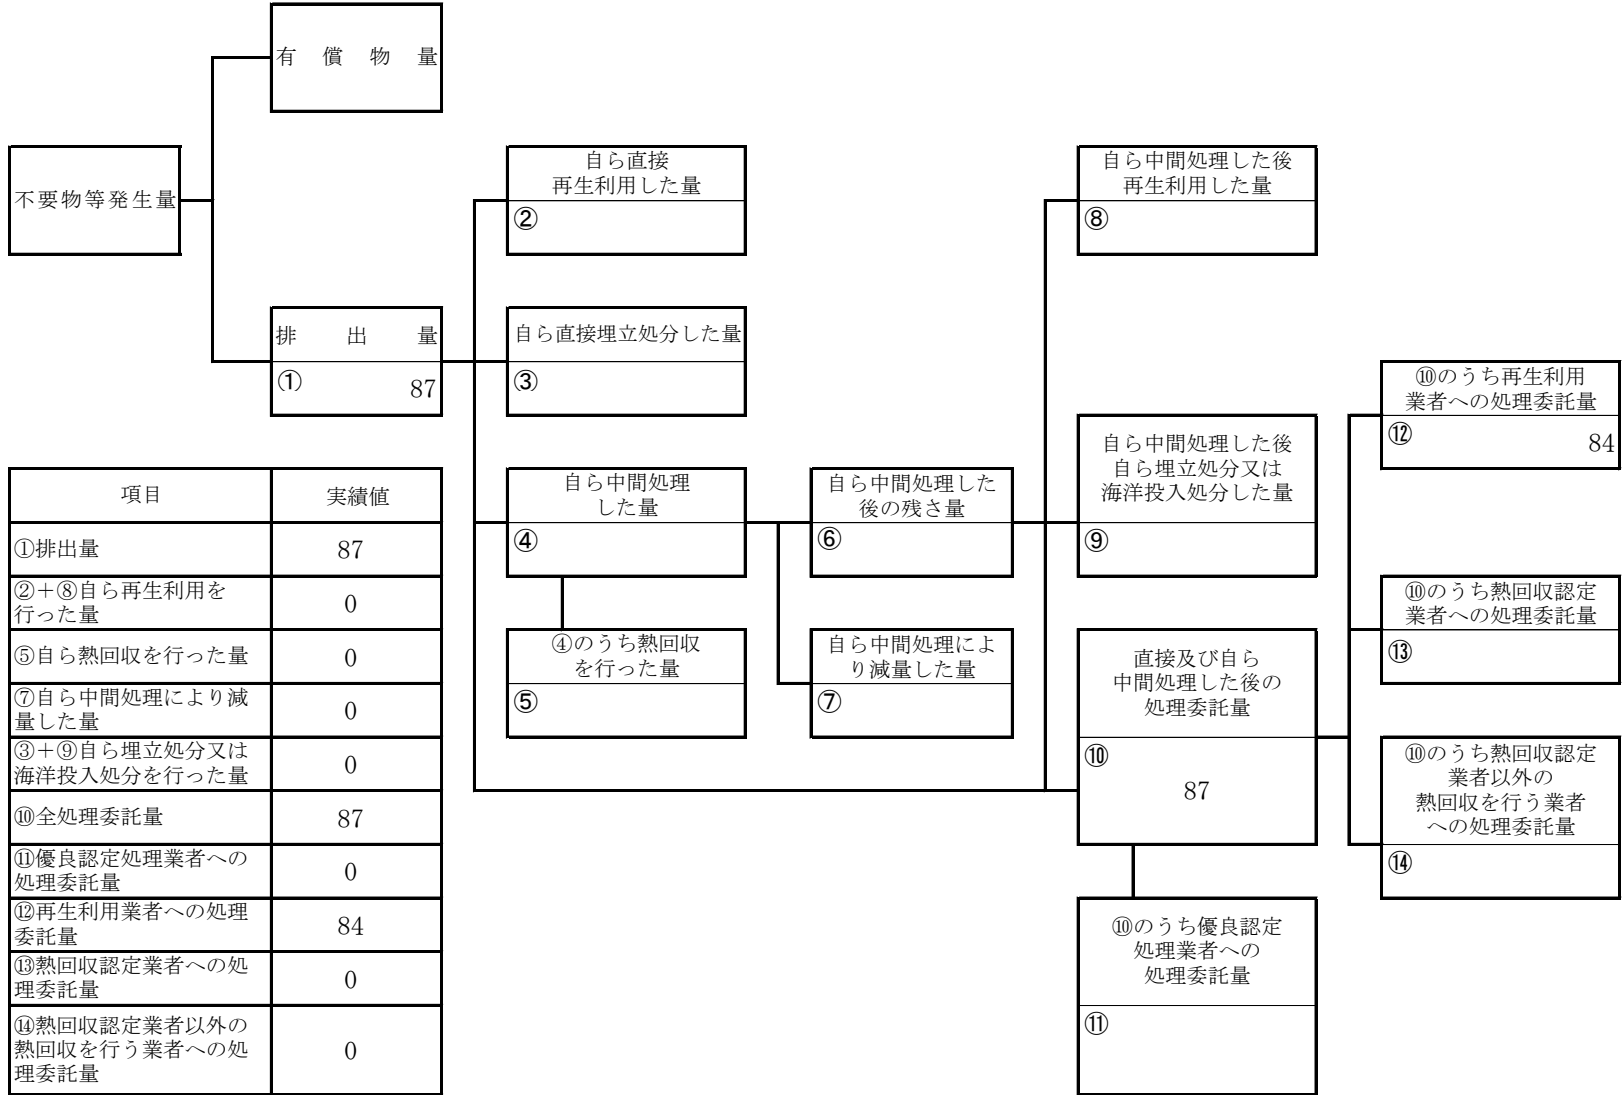 有償物量
不要物等発生量
排出量
①
87
自ら直接
再生利用した量
②
自ら直接埋立処分した量
③
自ら中間処理
した量
④
④のうち熱回収
を行った量
⑤
自ら中間処理した
後の残さ量
⑥
自ら中間処理によ
り減量した量
⑦
自ら中間処理した後
再生利用した量
⑧
自ら中間処理した後
自ら埋立処分又は
海洋投入処分した量
⑨
直接及び自ら
中間処理した後の
処理委託量
⑩
87
⑩のうち優良認定
処理業者への
処理委託量
⑪
⑩のうち再生利用
業者への処理委託量
⑫
84
⑩のうち熱回収認定
業者への処理委託量
⑬
⑩のうち熱回収認定
業者以外の
熱回収を行う業者
への処理委託量
⑭
項目 実績値
①排出量 87
②+⑧自ら再生利用を
行った量 0
⑤自ら熱回収を行った量 0
⑦自ら中間処理により減
量した量 0
③+⑨自ら埋立処分又は
海洋投入処分を行った量 0
⑩全処理委託量 87
⑪優良認定処理業者への
処理委託量 0
⑫再生利用業者への処理
委託量 84
⑬熱回収認定業者への処
理委託量 0
⑭熱回収認定業者以外の
熱回収を行う業者への処
理委託量 0